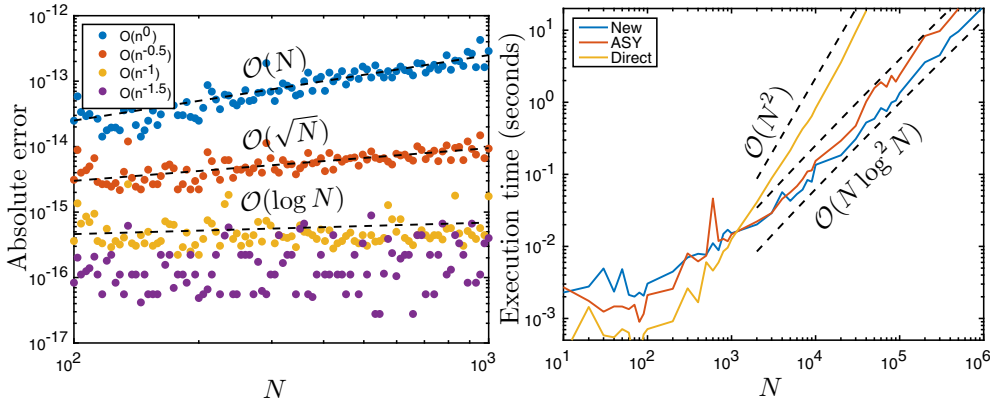 10^-12
10^-13
10^-14
10^-15
10^-16
10^-17
Absolute error
O(n^0)
O(n^-0.5)
O(n^-1)
O(n^-1.5)
𝒪(N)
𝒪(√N)
𝒪(log N)
10^2
10^3
N
10^1
10^0
10^-1
10^-2
10^-3
Execution time (seconds)
New
ASY
Direct
𝒪(N^2)
𝒪(N log^2 N)
10^1
10^2
10^3
10^4
10^5
10^6
N